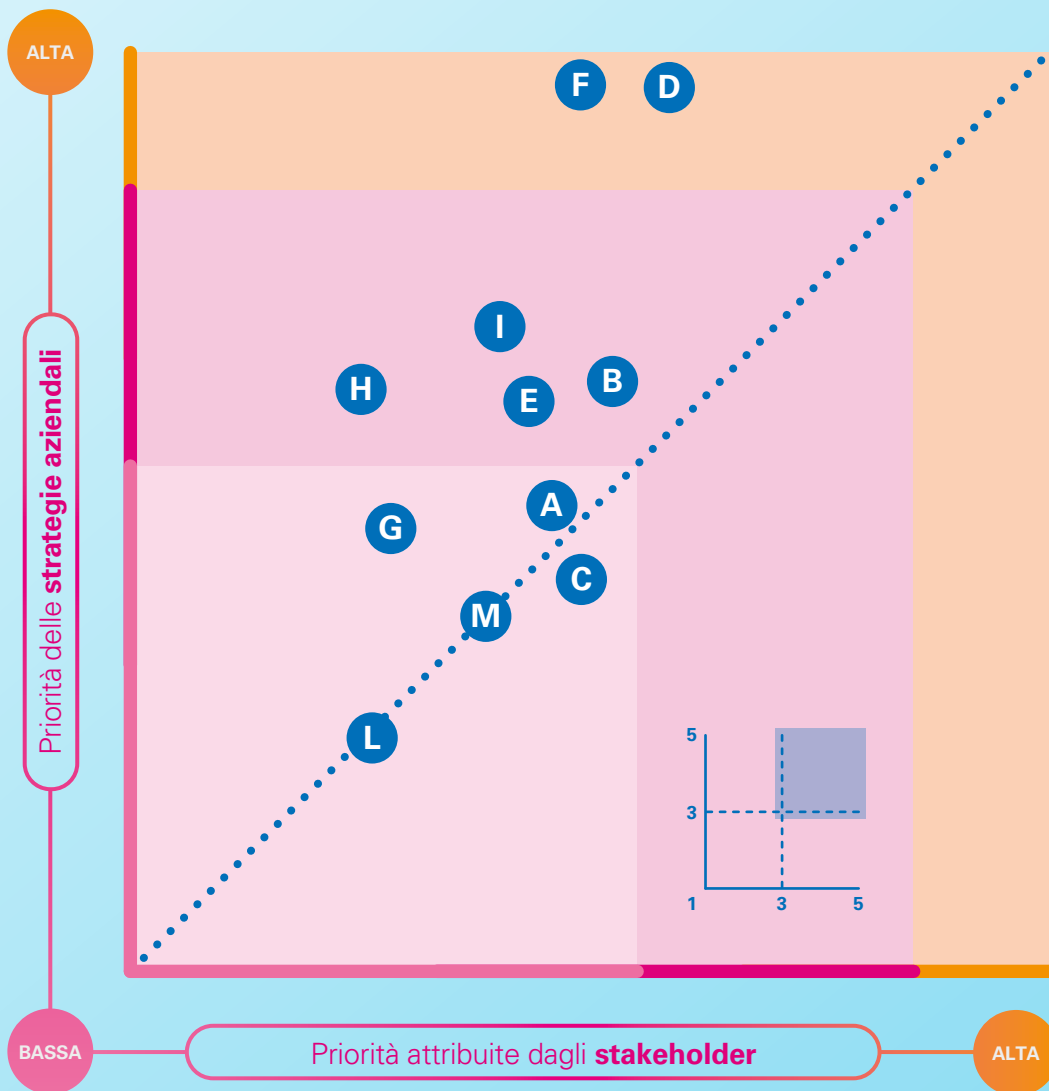 ALTA
F
D
I
H
E
B
A
G
C
M
L
Priorità delle strategie aziendali
5
3
1
3
5
BASSA
Priorità attribuite dagli stakeholder
ALTA